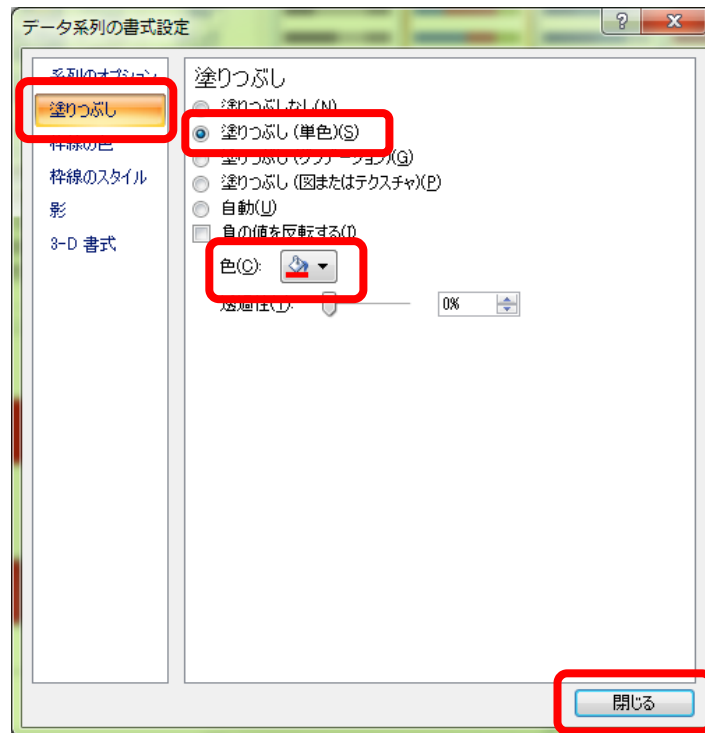 データ系列の書式設定
系列のオプション
塗りつぶし
枠線の色
枠線のスタイル
影
3-D 書式
塗りつぶし
塗りつぶしなし(N)
塗りつぶし (単色)(S)
塗りつぶし (グラデーション)(G)
塗りつぶし (図またはテクスチャ)(P)
自動(U)
負の値を反転する(I)
色(C):
透過性(T):
0%
閉じる